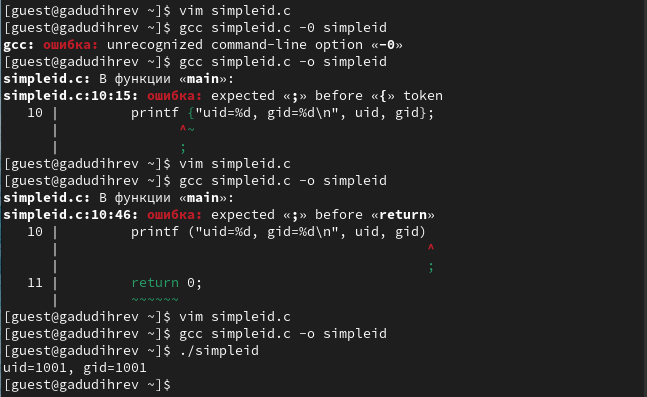 [guest@gadudihrev ~]$ vim simpleid.c
[guest@gadudihrev ~]$ gcc simpleid.c -0 simpleid
gcc: ошибка: unrecognized command-line option «-0»
[guest@gadudihrev ~]$ gcc simpleid.c -o simpleid
simpleid.c: В функции «main»:
simpleid.c:10:15: ошибка: expected «;» before «{» token
   10 |         printf {"uid=%d, gid=%d\n", uid, gid};
      |               ^~
      |               ;
[guest@gadudihrev ~]$ vim simpleid.c
[guest@gadudihrev ~]$ gcc simpleid.c -o simpleid
simpleid.c: В функции «main»:
simpleid.c:10:46: ошибка: expected «;» before «return»
   10 |         printf ("uid=%d, gid=%d\n", uid, gid)
      |                                              ^
      |                                              ;
   11 |         return 0;
      |         ~~~~~~
[guest@gadudihrev ~]$ vim simpleid.c
[guest@gadudihrev ~]$ gcc simpleid.c -o simpleid
[guest@gadudihrev ~]$ ./simpleid
uid=1001, gid=1001
[guest@gadudihrev ~]$